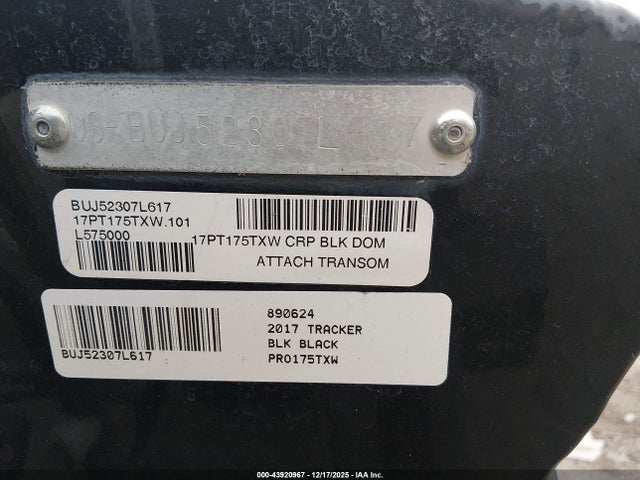 US-BUJ52307L617
BUJ52307L617
17PT175TXW.101
L575000
17PT175TXW CRP BLK DOM
ATTACH TRANSOM
890624
2017 TRACKER
BLK BLACK
BUJ52307L617
PRO175TXW
000-43920967 - 12/17/2025 - IAA Inc.